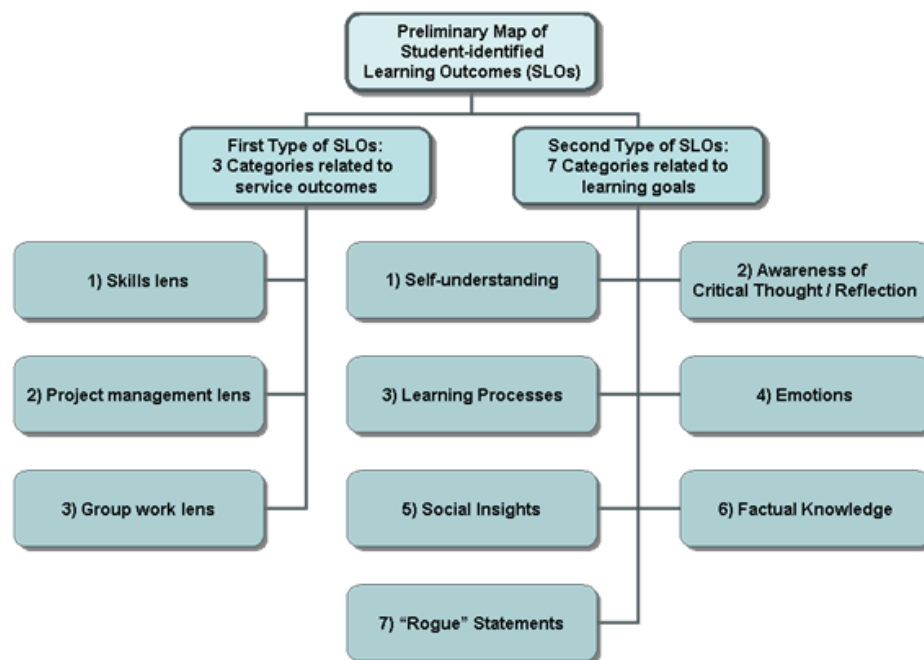 Preliminary Map of
Student-identified
Learning Outcomes (SLOs)
First Type of SLOs:
3 Categories related to
service outcomes
Second Type of SLOs:
7 Categories related to
learning goals
1) Skills lens
2) Project management lens
3) Group work lens
1) Self-understanding
2) Awareness of
Critical Thought / Reflection
3) Learning Processes
4) Emotions
5) Social Insights
6) Factual Knowledge
7) “Rogue” Statements